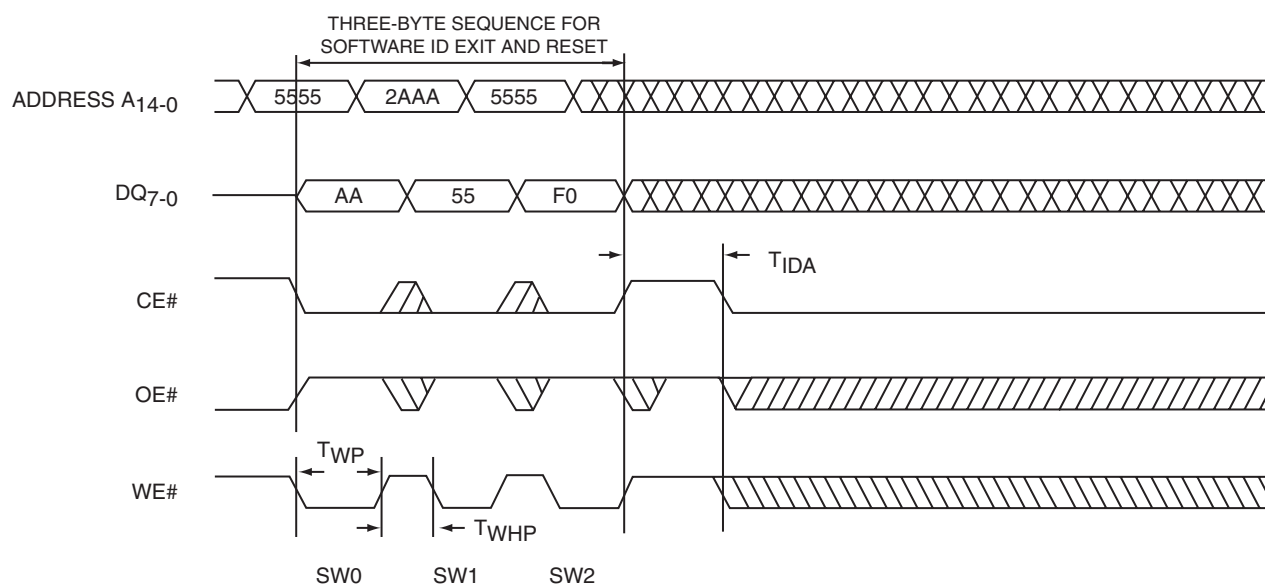 THREE-BYTE SEQUENCE FOR
SOFTWARE ID EXIT AND RESET
ADDRESS A14-0 5555 2AAA 5555
DQ7-0 AA 55 F0
TIDA
CE#
OE#
TWP
WE#
TWHP
SW0 SW1 SW2